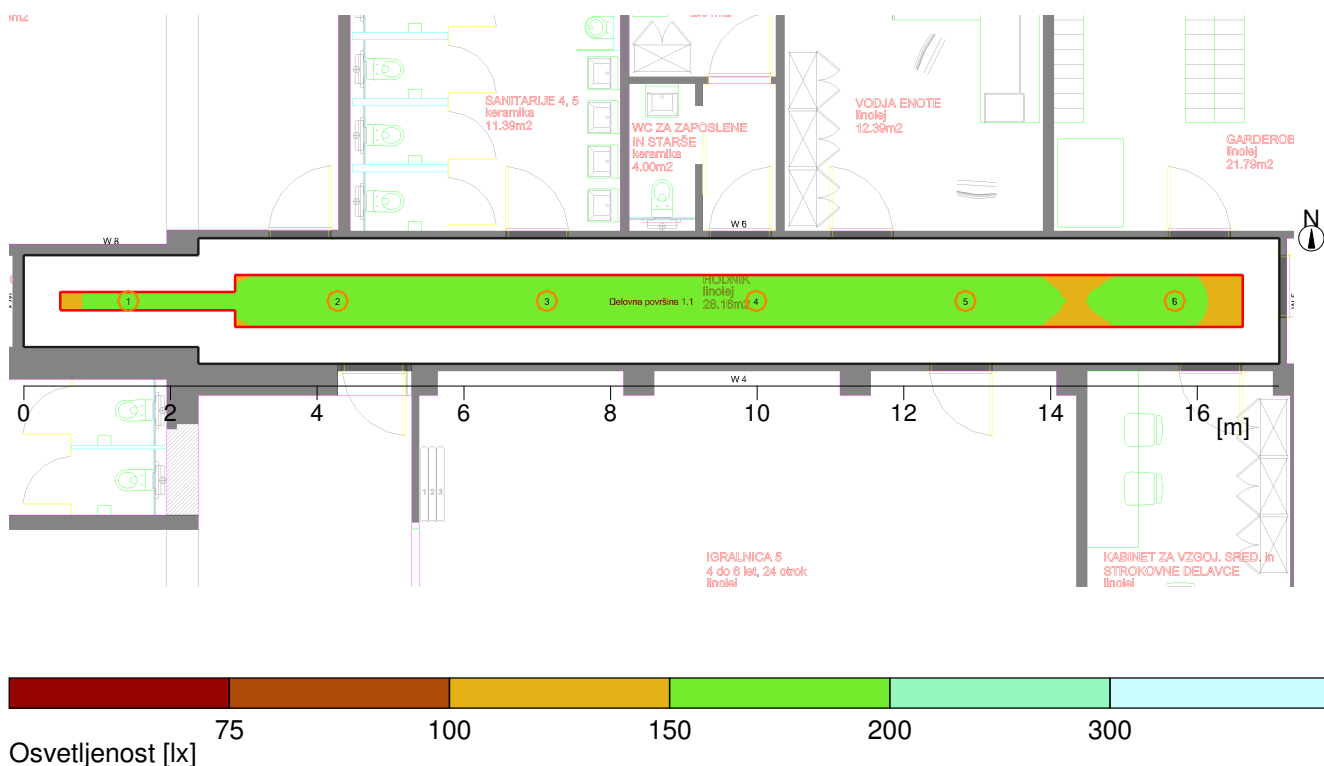 SANITARIJE 4, 5
keramika
11.39m2
WC ZA ZAPOSLENE
IN STARŠE
keramika
4.00m2
VODJA ENOTE
linolej
12.39m2
GARDEROB
linolej
21.79m2
W 6
W 6
N
HODNIK
linolej
28.16m2
Delovna površina 1.1
1
2
3
4
5
6
W 5
W 4
0 2 4 6 8 10 12 14 16
[m]
1 2 3
IGRALNICA 5
4 do 6 let, 24 otrok
linolej
KABINET ZA VZGOJ. SRED. in
STROKOVNE DELAVCE
linolej
75 100 150 200 300
Osvetljenost [lx]